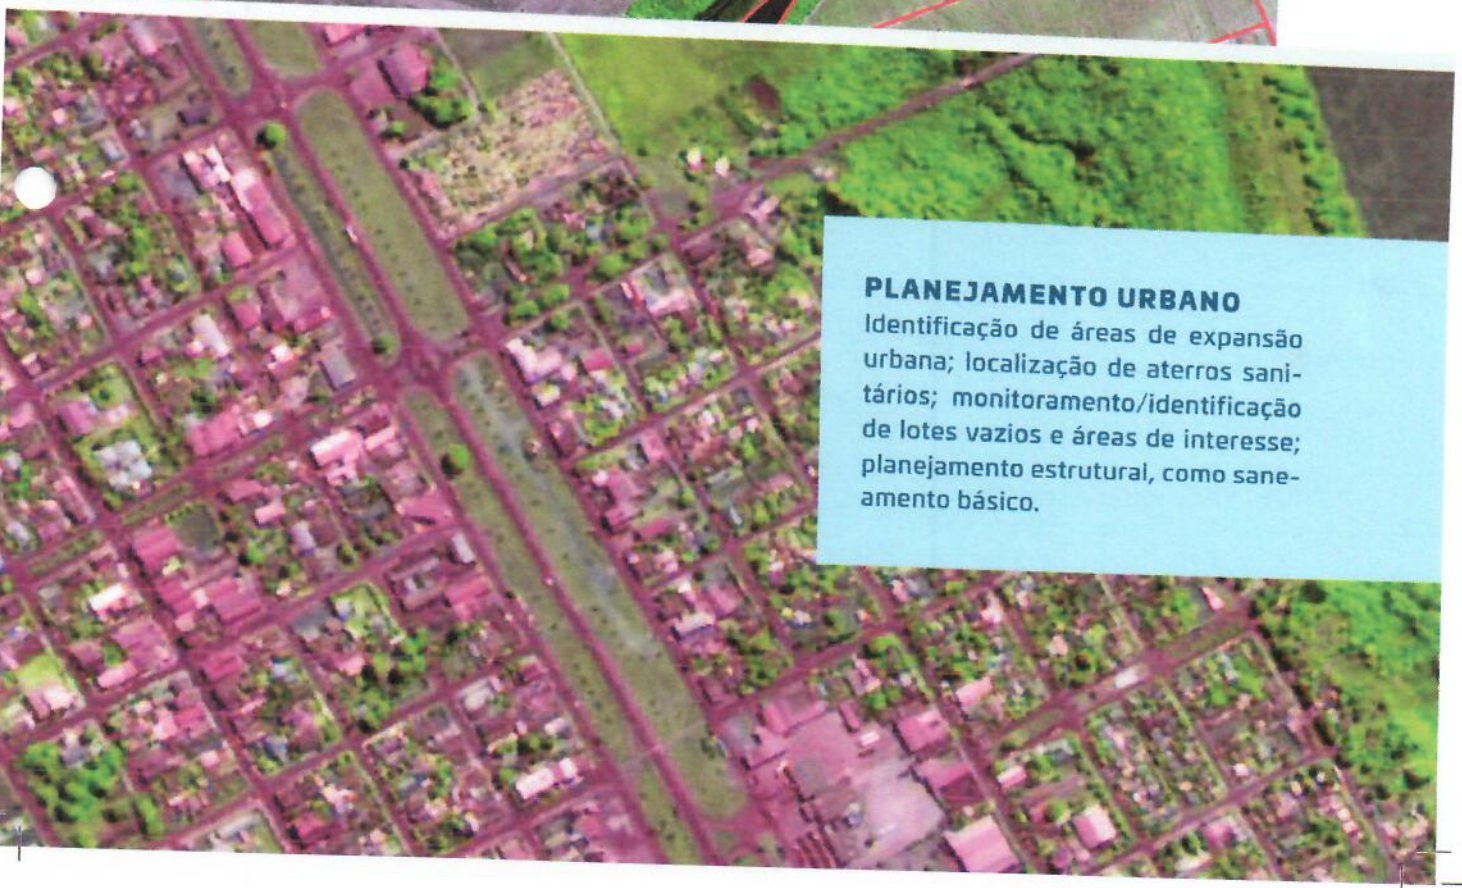 PLANEJAMENTO URBANO
Identificação de áreas de expansão
urbana; localização de aterros sani-
tários; monitoramento/identificação
de lotes vazios e áreas de interesse;
planejamento estrutural, como sane-
amento básico.